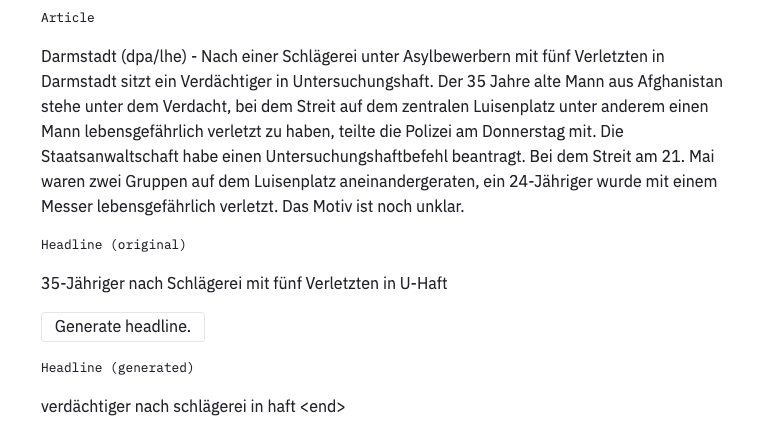 Article
Darmstadt (dpa/lhe) - Nach einer Schlägerei unter Asylbewerbern mit fünf Verletzten in
Darmstadt sitzt ein Verdächtiger in Untersuchungshaft. Der 35 Jahre alte Mann aus Afghanistan
stehe unter dem Verdacht, bei dem Streit auf dem zentralen Luisenplatz unter anderem einen
Mann lebensgefährlich verletzt zu haben, teilte die Polizei am Donnerstag mit. Die
Staatsanwaltschaft habe einen Untersuchungshaftbefehl beantragt. Bei dem Streit am 21. Mai
waren zwei Gruppen auf dem Luisenplatz aneinandergeraten, ein 24-Jähriger wurde mit einem
Messer lebensgefährlich verletzt. Das Motiv ist noch unklar.
Headline (original)
35-Jähriger nach Schlägerei mit fünf Verletzten in U-Haft
Generate headline.
Headline (generated)
verdächtiger nach schlägerei in haft <end>